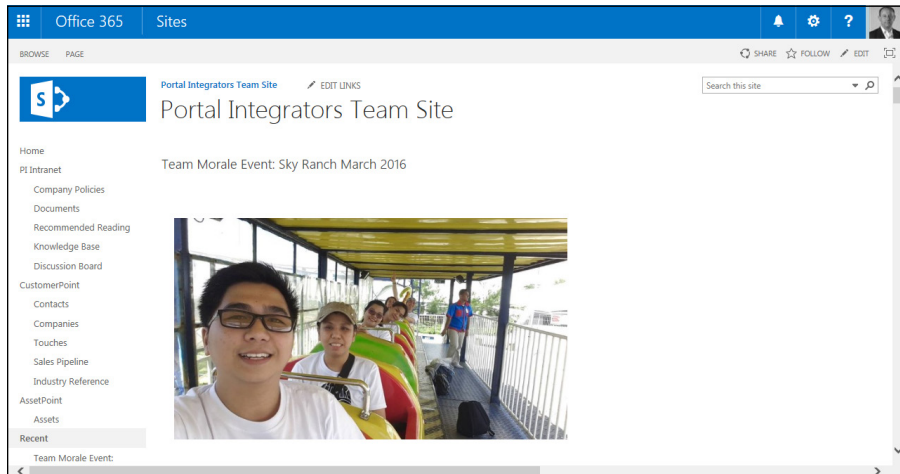 Office 365 Sites ?
BROWSE PAGE SHARE FOLLOW EDIT
S
Portal Integrators Team Site EDIT LINKS
Search this site
Portal Integrators Team Site
Home
PI Intranet
Company Policies
Documents
Recommended Reading
Knowledge Base
Discussion Board
CustomerPoint
Contacts
Companies
Touches
Sales Pipeline
Industry Reference
AssetPoint
Assets
Recent
Team Morale Event:
Team Morale Event: Sky Ranch March 2016